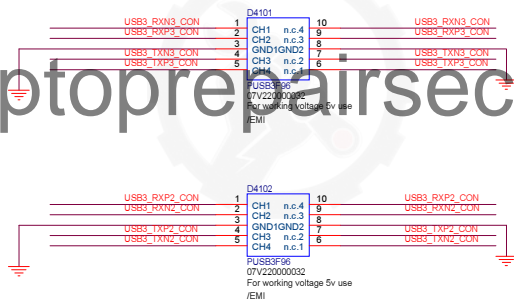 D4101
USB3_RXN3_CON 1 CH1 n.c.4 10 USB3_RXN3_CON
USB3_RXP3_CON 2 CH2 n.c.3 9 USB3_RXP3_CON
3 GND1GND2 8
USB3_TXN3_CON 4 CH3 n.c.2 7 USB3_TXN3_CON
USB3_TXP3_CON 5 CH4 n.c.1 6 USB3_TXP3_CON
ptoprepairsec
PUSB3F96
07V220000032
For working voltage 5v use
/EMI
D4102
USB3_RXP2_CON 1 CH1 n.c.4 10 USB3_RXP2_CON
USB3_RXN2_CON 2 CH2 n.c.3 9 USB3_RXN2_CON
3 GND1GND2 8
USB3_TXP2_CON 4 CH3 n.c.2 7 USB3_TXP2_CON
USB3_TXN2_CON 5 CH4 n.c.1 6 USB3_TXN2_CON
PUSB3F96
07V220000032
For working voltage 5v use
/EMI